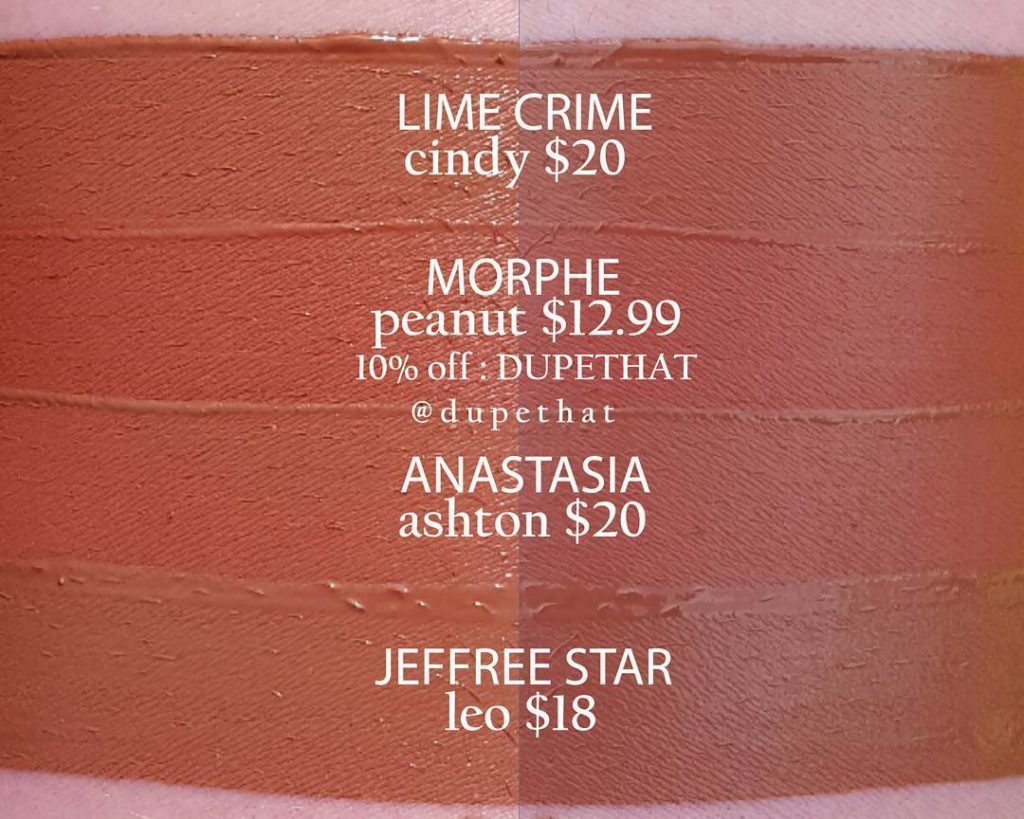 LIME CRIME
cindy $20
MORPHE
peanut $12.99
10% off : DUPETHAT
@dupethat
ANASTASIA
ashton $20
JEFFREE STAR
leo $18